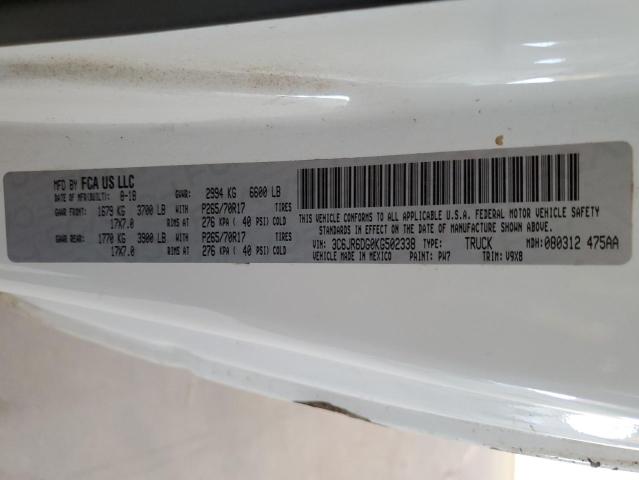 MFD BY FCA US LLC
DATE OF MFR(BUILT): 8-18 GVWR: 2994 KG 6600 LB
GAWR FRONT: 1679 KG 3700 LB WITH P265/70R17 TIRES
17X7.0 RIMS AT 276 KPA ( 40 PSI) COLD
GAWR REAR: 1770 KG 3900 LB WITH P265/70R17 TIRES
17X7.0 RIMS AT 276 KPA ( 40 PSI) COLD
THIS VEHICLE CONFORMS TO ALL APPLICABLE U.S.A. FEDERAL MOTOR VEHICLE SAFETY
STANDARDS IN EFFECT ON THE DATE OF MANUFACTURE SHOWN ABOVE.
VIN: 3C6JR6DG0KG502338 TYPE: TRUCK MDH: 080312 475AA
VEHICLE MADE IN MEXICO PAINT: PW7 TRIM: V9X8